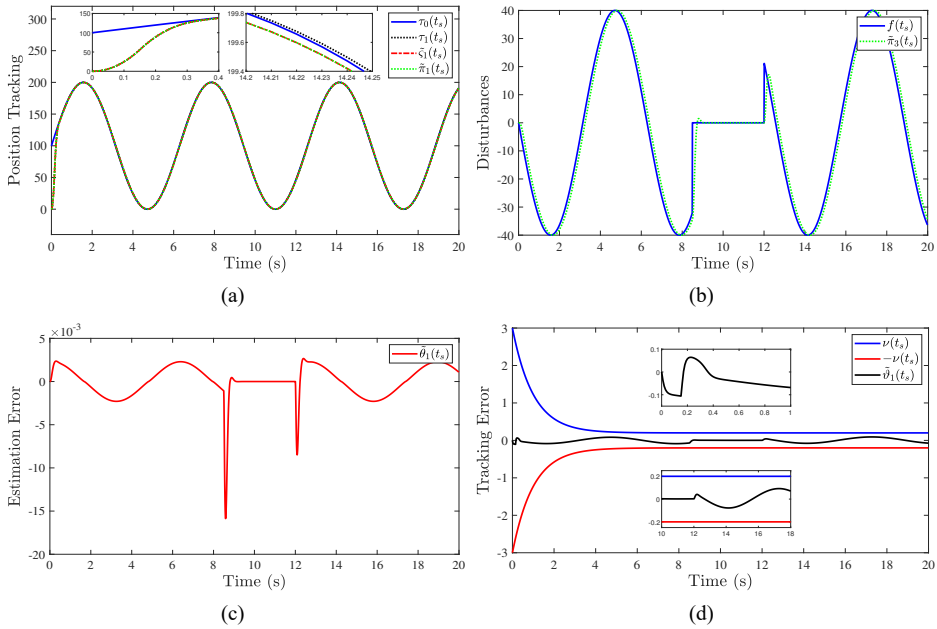 300
250
200
150
100
50
0
Position Tracking
150
100
50
0
0 0.1 0.2 0.3 0.4
199.8
199.6
199.4
14.2 14.21 14.22 14.23 14.24 14.25
τ₀(tₛ)
τ₁(tₛ)
ς̄₁(tₛ)
π̃₁(tₛ)
0 2 4 6 8 10 12 14 16 18 20
Time (s)
(a)
40
30
20
10
0
-10
-20
-30
-40
Disturbances
f(tₛ)
π̃₃(tₛ)
0 2 4 6 8 10 12 14 16 18 20
Time (s)
(b)
×10⁻³
5
0
-5
-10
-15
-20
Estimation Error
θ̃₁(tₛ)
0 2 4 6 8 10 12 14 16 18 20
Time (s)
(c)
3
2
1
0
-1
-2
-3
Tracking Error
ν(tₛ)
−ν(tₛ)
ϑ̃₁(tₛ)
0.1
0
-0.1
0 0.2 0.4 0.6 0.8 1
0.2
0
-0.2
10 12 14 16 18
0 2 4 6 8 10 12 14 16 18 20
Time (s)
(d)